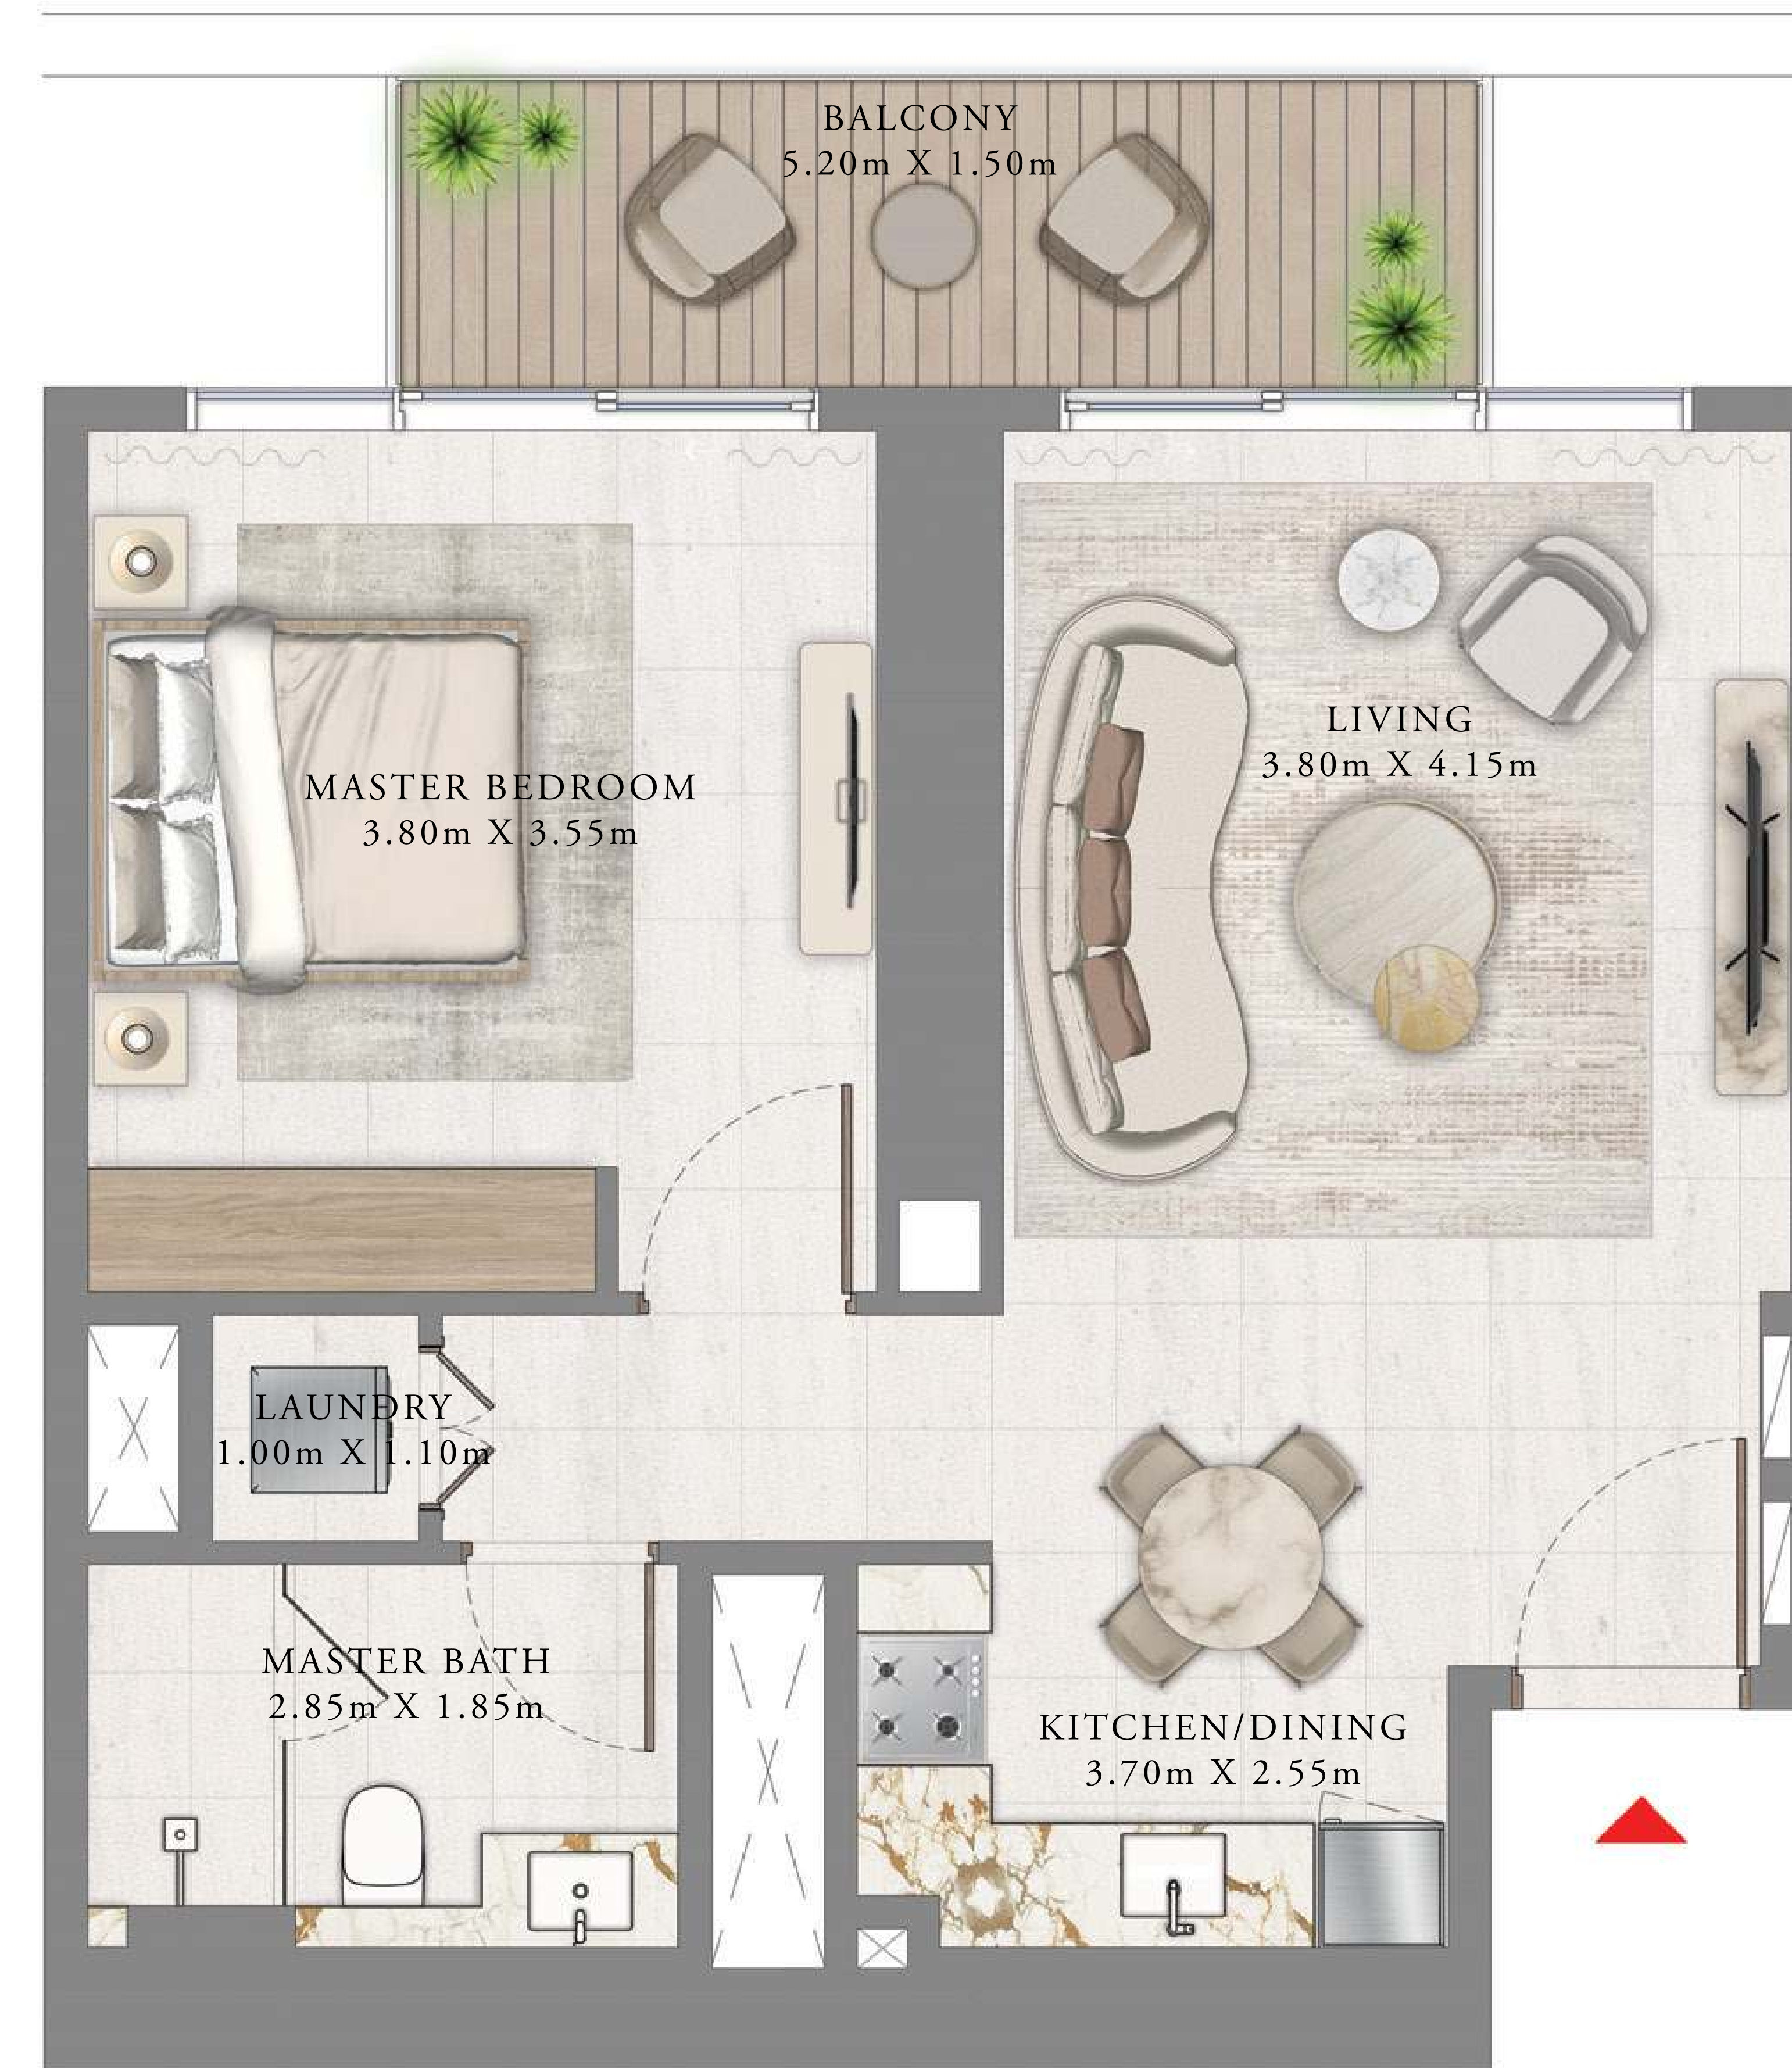 BALCONY
5.20m X 1.50m
LIVING
3.80m X 4.15m
MASTER BEDROOM
3.80m X 3.55m
LAUNDRY
1.00m X 1.10m
MASTER BATH
2.85m X 1.85m
KITCHEN/DINING
3.70m X 2.55m